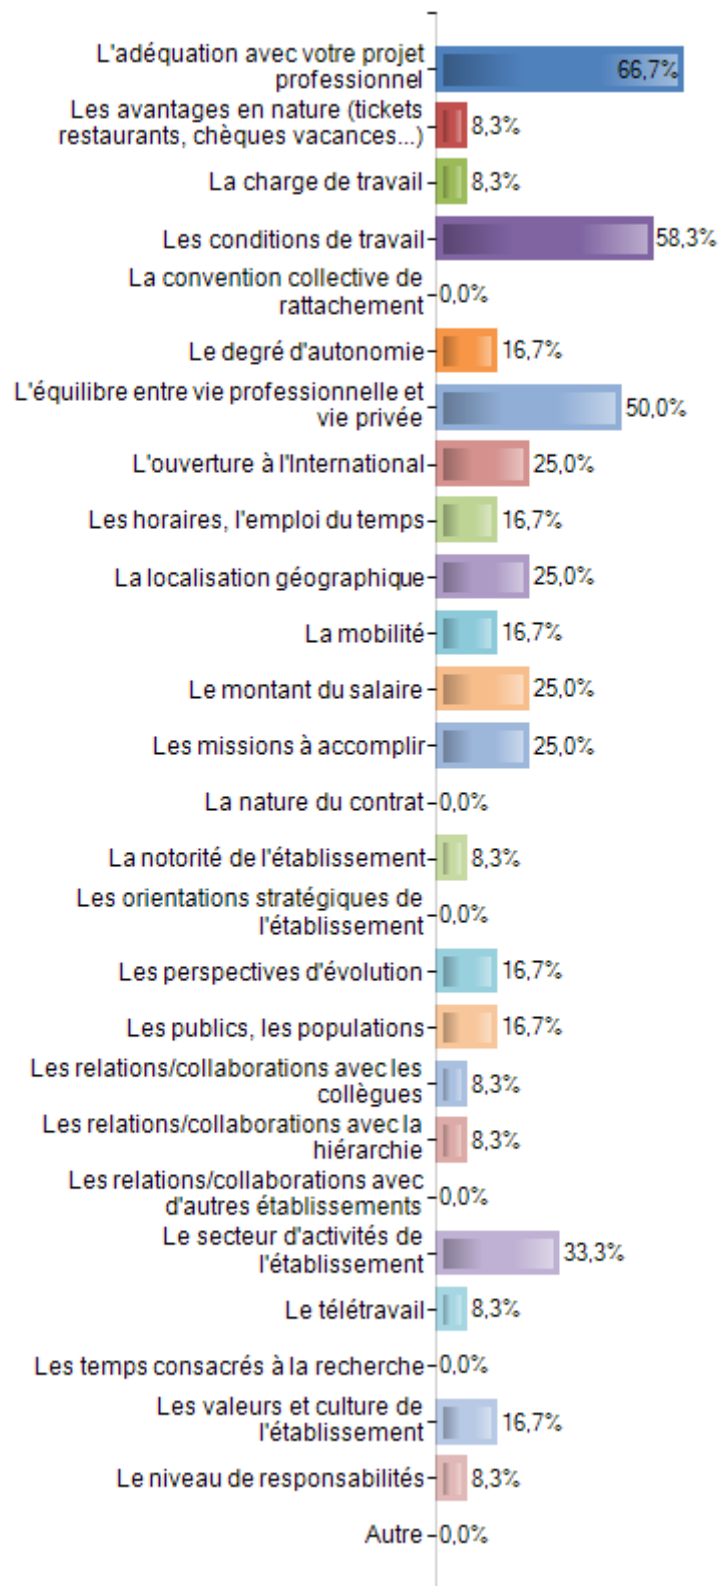 L'adéquation avec votre projet
professionnel
66,7%
Les avantages en nature (tickets
restaurants, chèques vacances...)
8,3%
La charge de travail
8,3%
Les conditions de travail
58,3%
La convention collective de
rattachement
0,0%
Le degré d'autonomie
16,7%
L'équilibre entre vie professionnelle et
vie privée
50,0%
L'ouverture à l'International
25,0%
Les horaires, l'emploi du temps
16,7%
La localisation géographique
25,0%
La mobilité
16,7%
Le montant du salaire
25,0%
Les missions à accomplir
25,0%
La nature du contrat
0,0%
La notorité de l'établissement
8,3%
Les orientations stratégiques de
l'établissement
0,0%
Les perspectives d'évolution
16,7%
Les publics, les populations
16,7%
Les relations/collaborations avec les
collègues
8,3%
Les relations/collaborations avec la
hiérarchie
8,3%
Les relations/collaborations avec
d'autres établissements
0,0%
Le secteur d'activités de
l'établissement
33,3%
Le télétravail
8,3%
Les temps consacrés à la recherche
0,0%
Les valeurs et culture de
l'établissement
16,7%
Le niveau de responsabilités
8,3%
Autre
0,0%